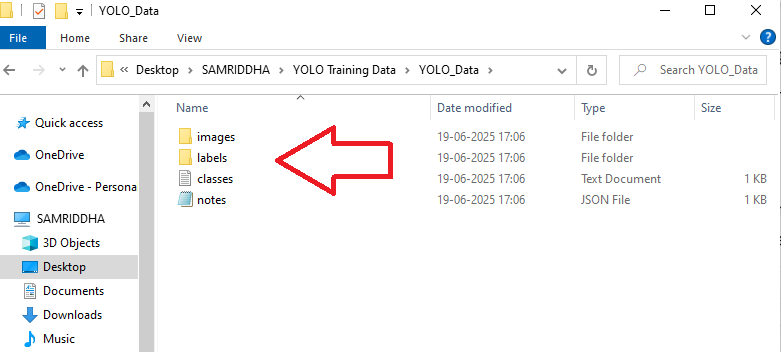 YOLO_Data
File Home Share View
« Desktop › SAMRIDDHA › YOLO Training Data › YOLO_Data › Search YOLO_Data
Name Date modified Type Size
Quick access
OneDrive
OneDrive - Persona
SAMRIDDHA
3D Objects
Desktop
Documents
Downloads
Music
images 19-06-2025 17:06 File folder
labels 19-06-2025 17:06 File folder
classes 19-06-2025 17:06 Text Document 1 KB
notes 19-06-2025 17:06 JSON File 1 KB